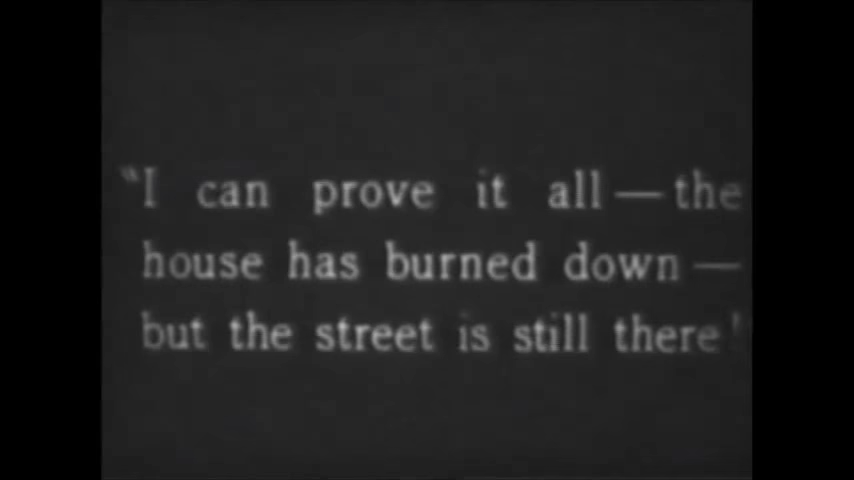 "I can prove it all — the
house has burned down —
but the street is still there!"